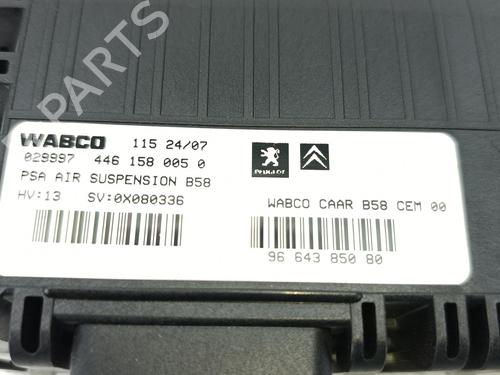 PARTS
WABCO 115 24/07
029997 446 158 005 0
PSA AIR SUSPENSION B58
HV:13 SV:0X080336
PEUGEOT
WABCO CAAR B58 CEM 00
96 643 850 80